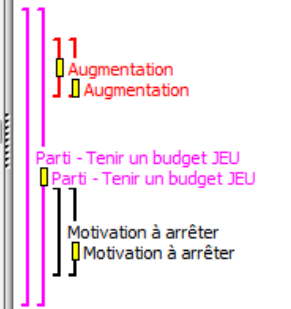 Augmentation
Augmentation
Parti - Tenir un budget JEU
Parti - Tenir un budget JEU
Motivation à arrêter
Motivation à arrêter